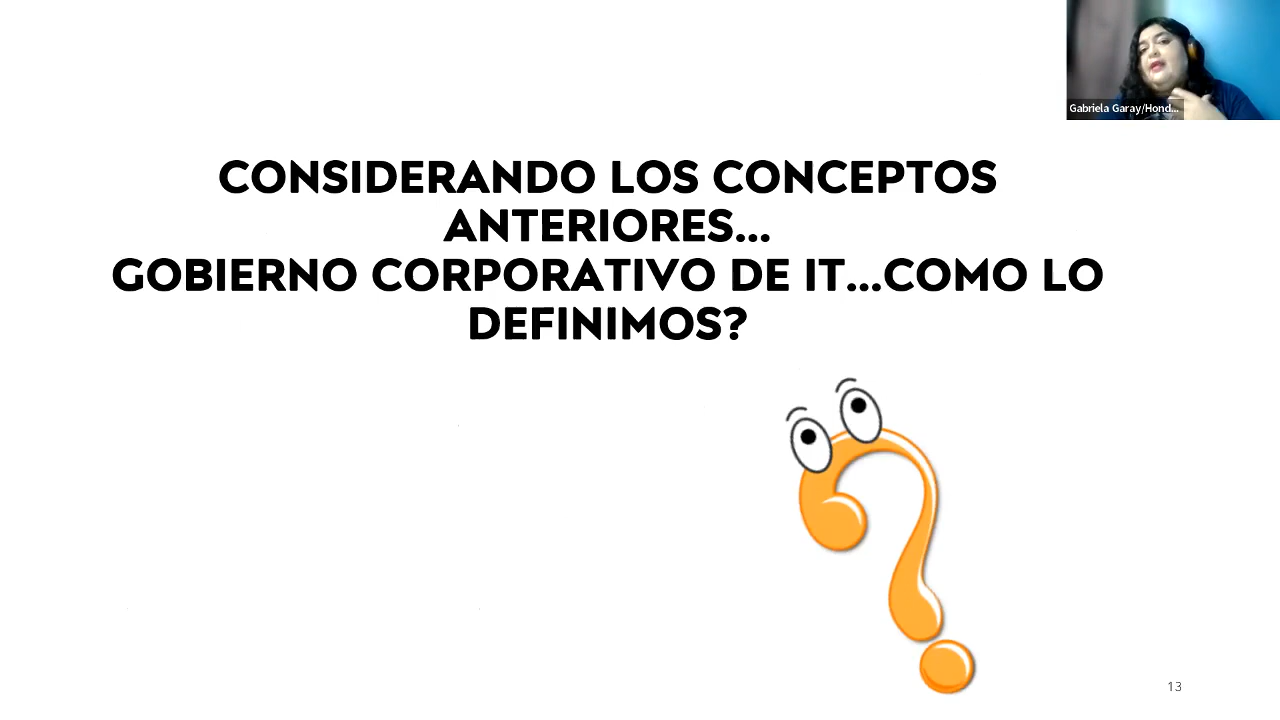 Gabriela Garay/Hond...
CONSIDERANDO LOS CONCEPTOS
ANTERIORES...
GOBIERNO CORPORATIVO DE IT...COMO LO
DEFINIMOS?
13